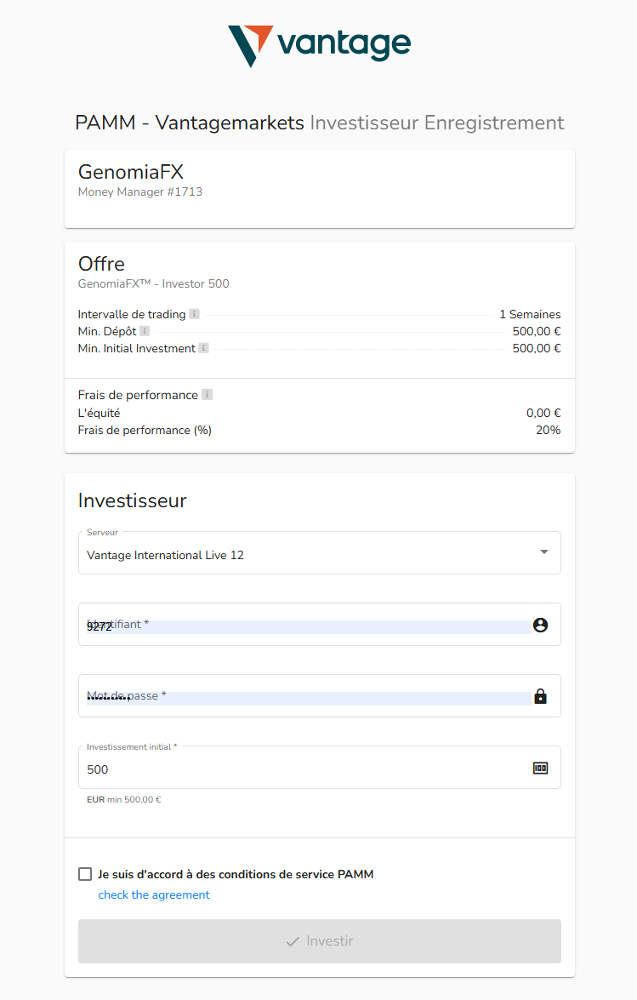 vantage
PAMM - Vantagemarkets Investisseur Enregistrement
GenomiaFX
Money Manager #1713
Offre
GenomiaFX™ - Investor 500
Intervalle de trading 1 Semaines
Min. Dépôt 500,00 €
Min. Initial Investment 500,00 €
Frais de performance
L'équité 0,00 €
Frais de performance (%) 20%
Investisseur
Serveur
Vantage International Live 12
Identifiant *
9272
Mot de passe *
Investissement initial *
500
EUR min 500,00 €
Je suis d'accord à des conditions de service PAMM
check the agreement
Investir